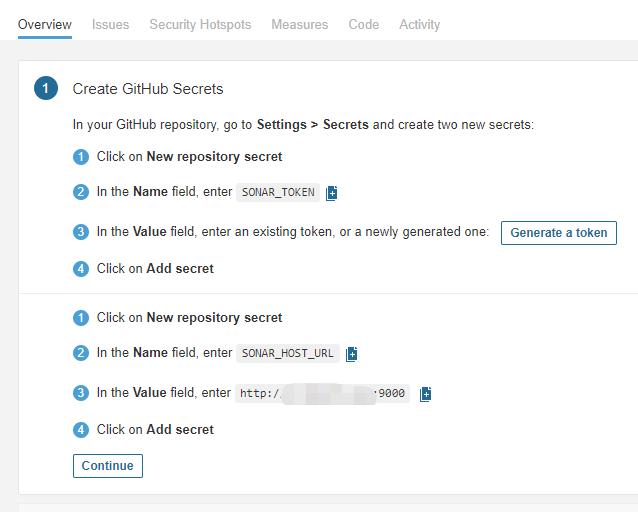 Overview Issues Security Hotspots Measures Code Activity
1 Create GitHub Secrets
In your GitHub repository, go to Settings > Secrets and create two new secrets:
1 Click on New repository secret
2 In the Name field, enter SONAR_TOKEN
3 In the Value field, enter an existing token, or a newly generated one: Generate a token
4 Click on Add secret
1 Click on New repository secret
2 In the Name field, enter SONAR_HOST_URL
3 In the Value field, enter http:/ :9000
4 Click on Add secret
Continue